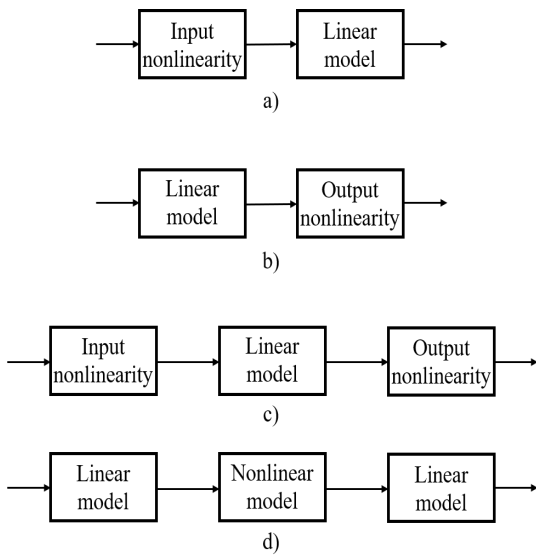 Input
nonlinearity
Linear
model
a)
Linear
model
Output
nonlinearity
b)
Input
nonlinearity
Linear
model
Output
nonlinearity
c)
Linear
model
Nonlinear
model
Linear
model
d)